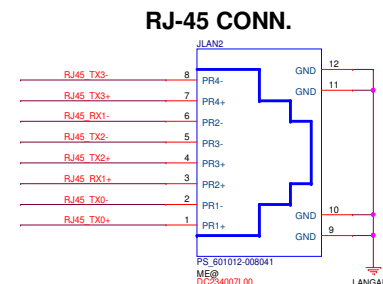 RJ-45 CONN.
JLAN2
RJ45_TX3- 8 PR4- GND 12
RJ45_TX3+ 7 PR4+ GND 11
RJ45_RX1- 6 PR2-
RJ45_TX2- 5 PR3-
RJ45_TX2+ 4 PR3+
RJ45_RX1+ 3 PR2+
RJ45_TX0- 2 PR1- GND 10
RJ45_TX0+ 1 PR1+ GND 9
PS_601012-008041
ME@
DC234007L00